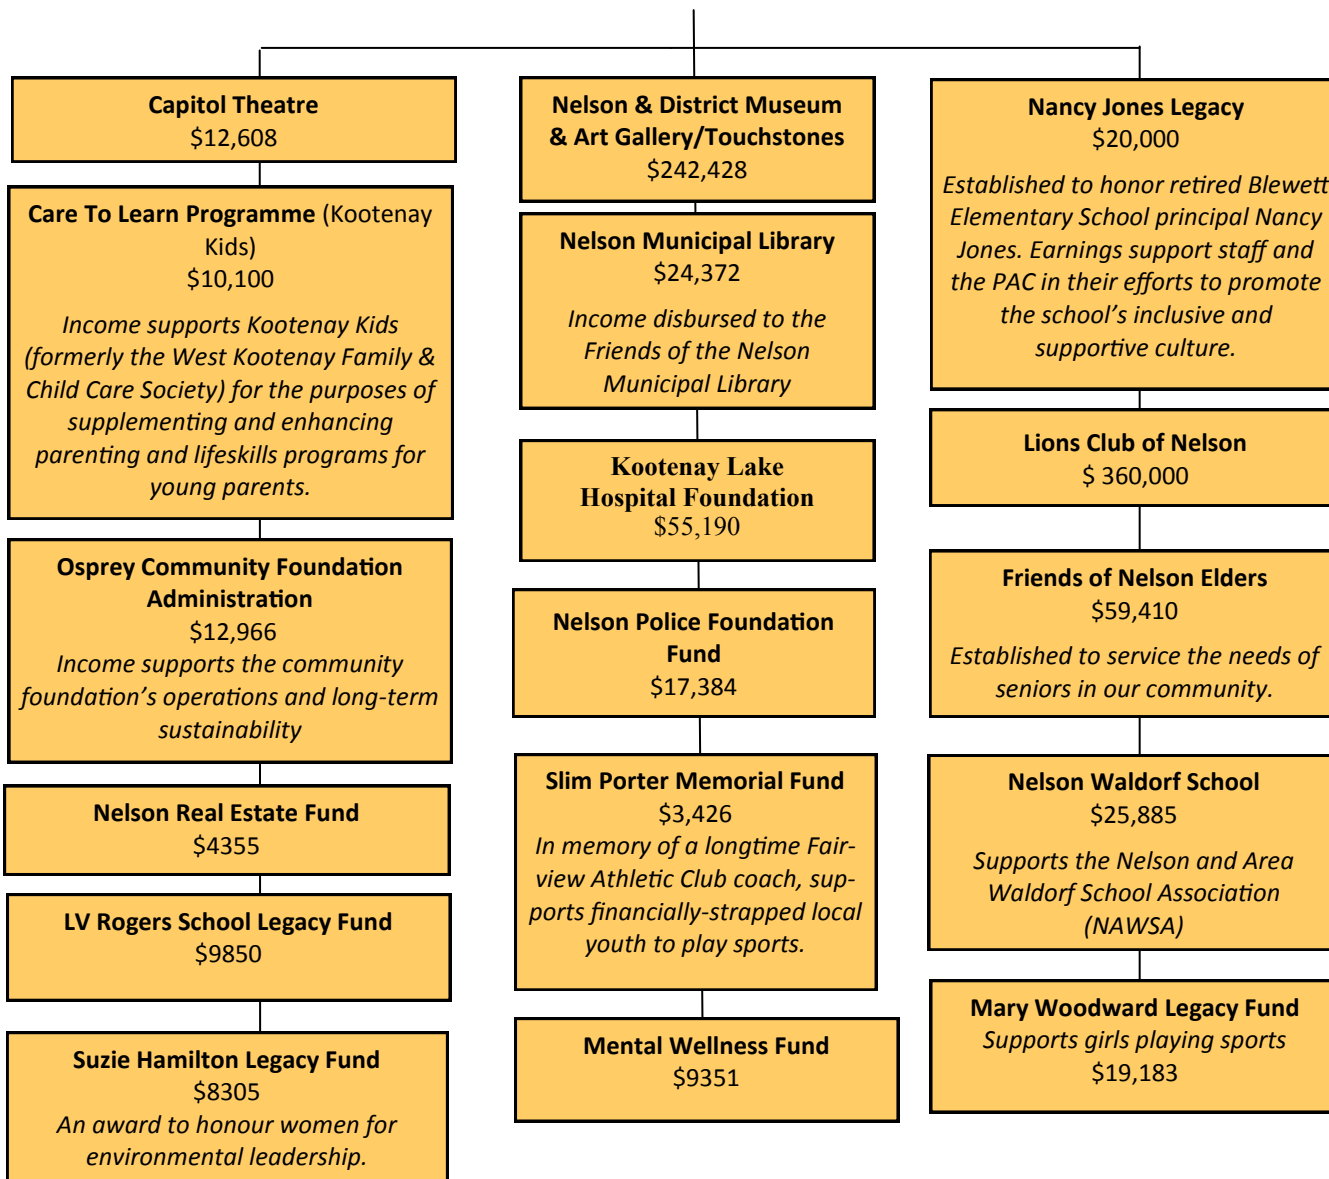 Capitol Theatre
$12,608
Care To Learn Programme (Kootenay
Kids)
$10,100
Income supports Kootenay Kids
(formerly the West Kootenay Family &
Child Care Society) for the purposes of
supplementing and enhancing
parenting and lifeskills programs for
young parents.
Osprey Community Foundation
Administration
$12,966
Income supports the community
foundation's operations and long-term
sustainability
Nelson Real Estate Fund
$4355
LV Rogers School Legacy Fund
$9850
Suzie Hamilton Legacy Fund
$8305
An award to honour women for
environmental leadership.
Nelson & District Museum
& Art Gallery/Touchstones
$242,428
Nelson Municipal Library
$24,372
Income disbursed to the
Friends of the Nelson
Municipal Library
Kootenay Lake
Hospital Foundation
$55,190
Nelson Police Foundation
Fund
$17,384
Slim Porter Memorial Fund
$3,426
In memory of a longtime Fair-
view Athletic Club coach, sup-
ports financially-strapped local
youth to play sports.
Mental Wellness Fund
$9351
Nancy Jones Legacy
$20,000
Established to honor retired Blewett
Elementary School principal Nancy
Jones. Earnings support staff and
the PAC in their efforts to promote
the school's inclusive and
supportive culture.
Lions Club of Nelson
$ 360,000
Friends of Nelson Elders
$59,410
Established to service the needs of
seniors in our community.
Nelson Waldorf School
$25,885
Supports the Nelson and Area
Waldorf School Association
(NAWSA)
Mary Woodward Legacy Fund
Supports girls playing sports
$19,183